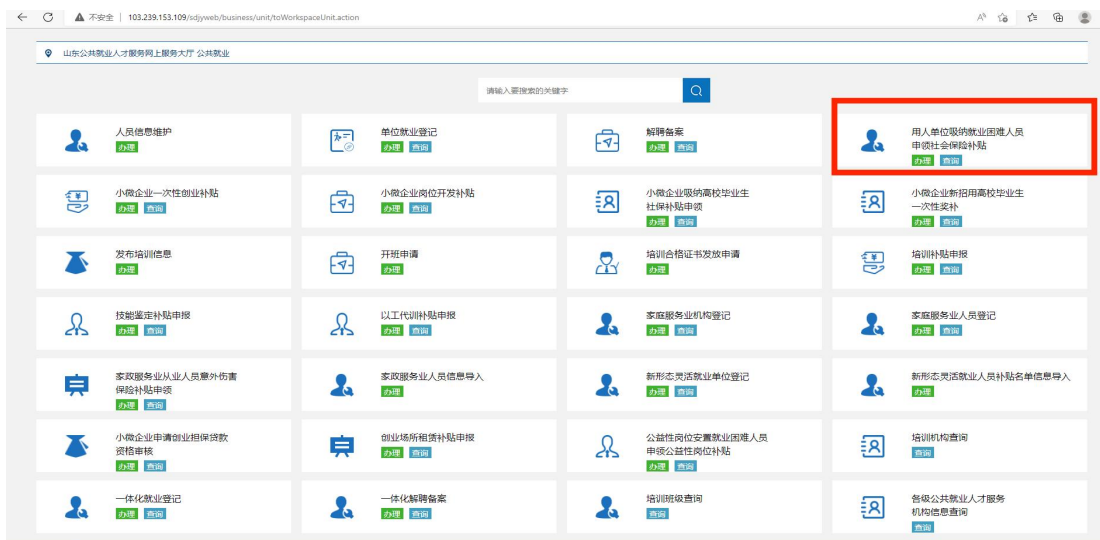 不安全 | 103.239.153.109/sdjyweb/business/unit/toWorkspaceUnit.action
山东公共就业人才服务网上服务大厅 公共就业
请输入要搜索的关键字
人员信息维护
办理
单位就业登记
办理 查询
解聘备案
办理 查询
用人单位吸纳就业困难人员
申领社会保险补贴
办理 查询
小微企业一次性创业补贴
办理 查询
小微企业岗位开发补贴
办理 查询
小微企业吸纳高校毕业生
社保补贴申领
办理 查询
小微企业新招用高校毕业生
一次性奖补
办理 查询
发布培训信息
办理
开班申请
办理
培训合格证书发放申请
办理
培训补贴申报
办理 查询
技能鉴定补贴申报
办理 查询
以工代训补贴申报
办理 查询
家庭服务业机构登记
办理 查询
家庭服务业人员登记
办理 查询
家政服务业从业人员意外伤害
保险补贴申领
办理 查询
家政服务业人员信息导入
办理
新形态灵活就业单位登记
办理 查询
新形态灵活就业人员补贴名单信息导入
办理
小微企业申请创业担保贷款
资格审核
办理 查询
创业场所租赁补贴申报
办理 查询
公益性岗位安置就业困难人员
申领公益性岗位补贴
办理 查询
培训机构查询
查询
一体化就业登记
办理 查询
一体化解聘备案
办理 查询
培训班级查询
查询
各级公共就业人才服务
机构信息查询
查询